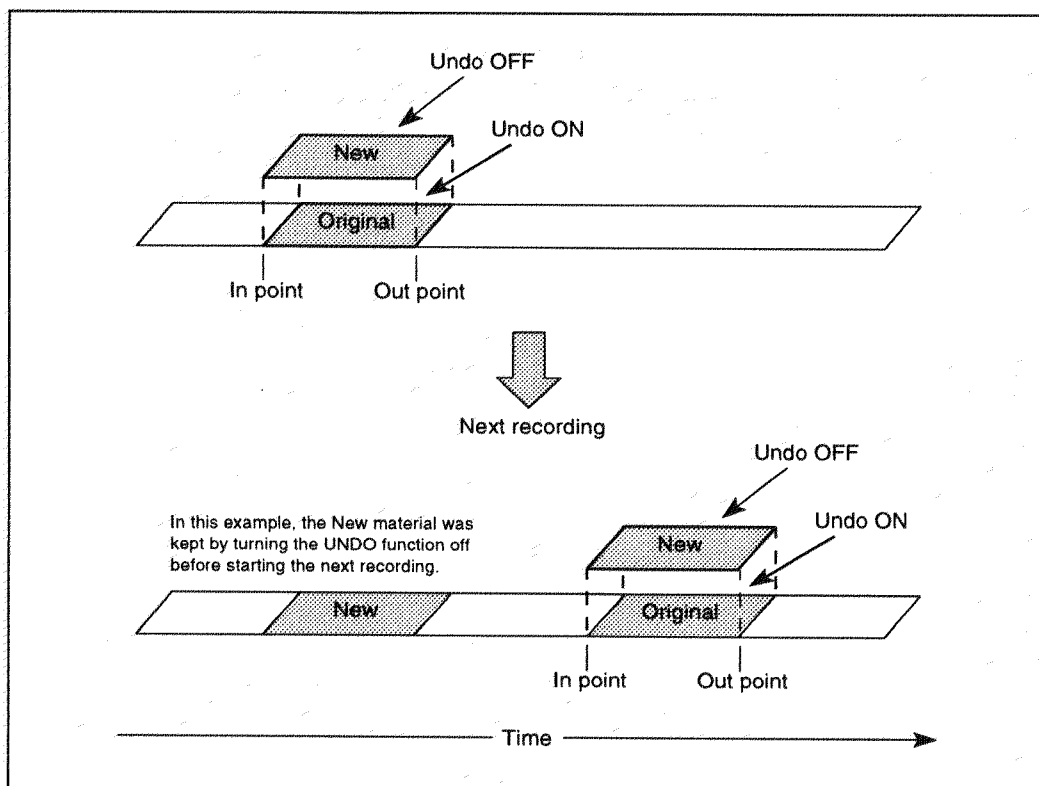 Undo OFF
Undo ON
New
Original
In point
Out point
Next recording
Undo OFF
Undo ON
In this example, the New material was
kept by turning the UNDO function off
before starting the next recording.
New
New
Original
In point
Out point
Time